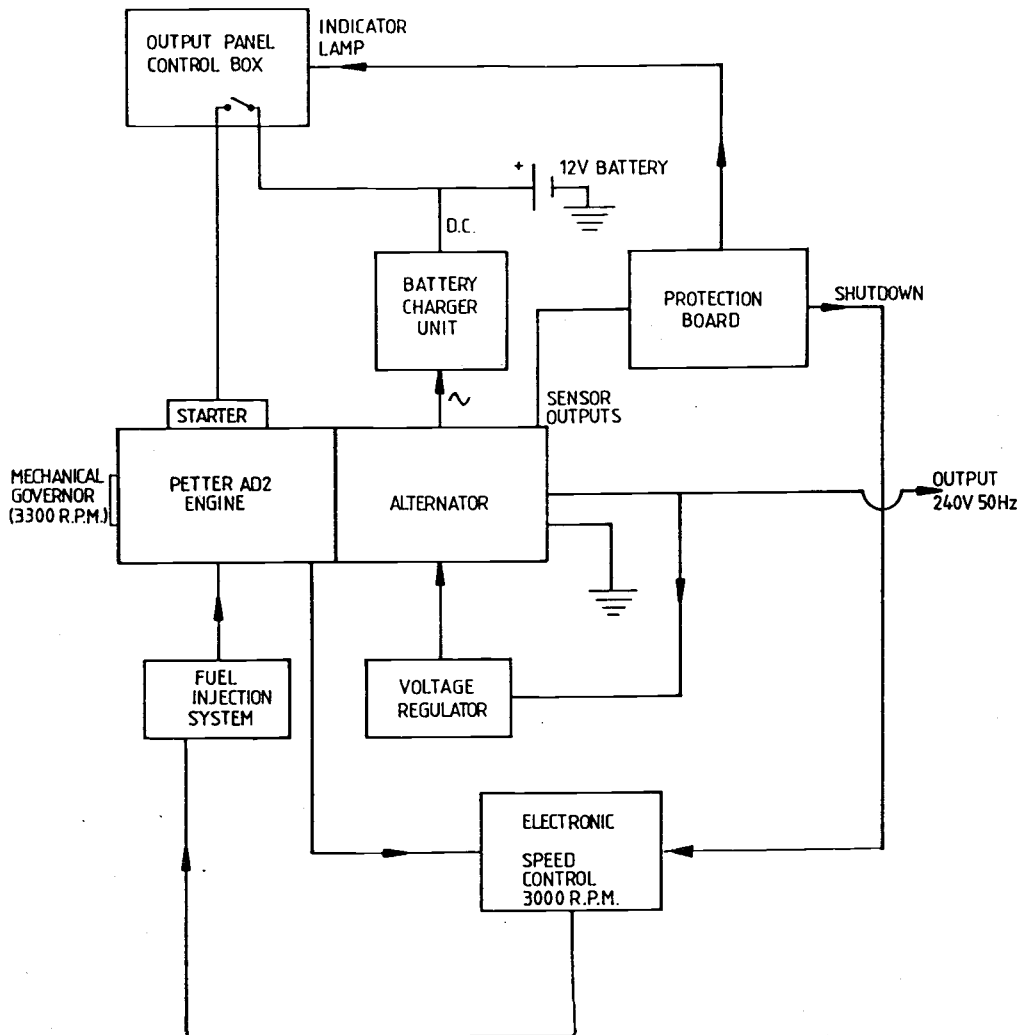 OUTPUT PANEL
CONTROL BOX
INDICATOR
LAMP
+ 12V BATTERY
D.C.
BATTERY
CHARGER
UNIT
PROTECTION
BOARD
SHUTDOWN
∿
SENSOR
OUTPUTS
STARTER
MECHANICAL
GOVERNOR
(3300 R.P.M.)
PETTER AD2
ENGINE
ALTERNATOR
OUTPUT
240V 50Hz
FUEL
INJECTION
SYSTEM
VOLTAGE
REGULATOR
ELECTRONIC
SPEED
CONTROL
3000 R.P.M.